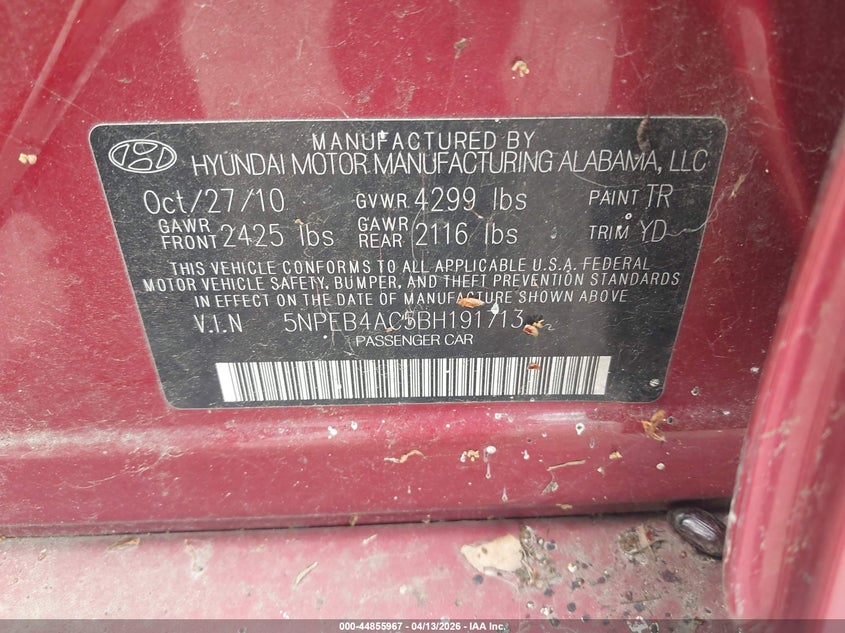 MANUFACTURED BY
HYUNDAI MOTOR MANUFACTURING ALABAMA, LLC
Oct/27/10 GVWR 4299 lbs PAINT TR
GAWR FRONT 2425 lbs GAWR REAR 2116 lbs TRIM YD
THIS VEHICLE CONFORMS TO ALL APPLICABLE U.S.A. FEDERAL
MOTOR VEHICLE SAFETY, BUMPER, AND THEFT PREVENTION STANDARDS
IN EFFECT ON THE DATE OF MANUFACTURE SHOWN ABOVE
V.I.N 5NPEB4AC5BH191713
PASSENGER CAR
000-44855967 - 04/13/2026 - IAA Inc.